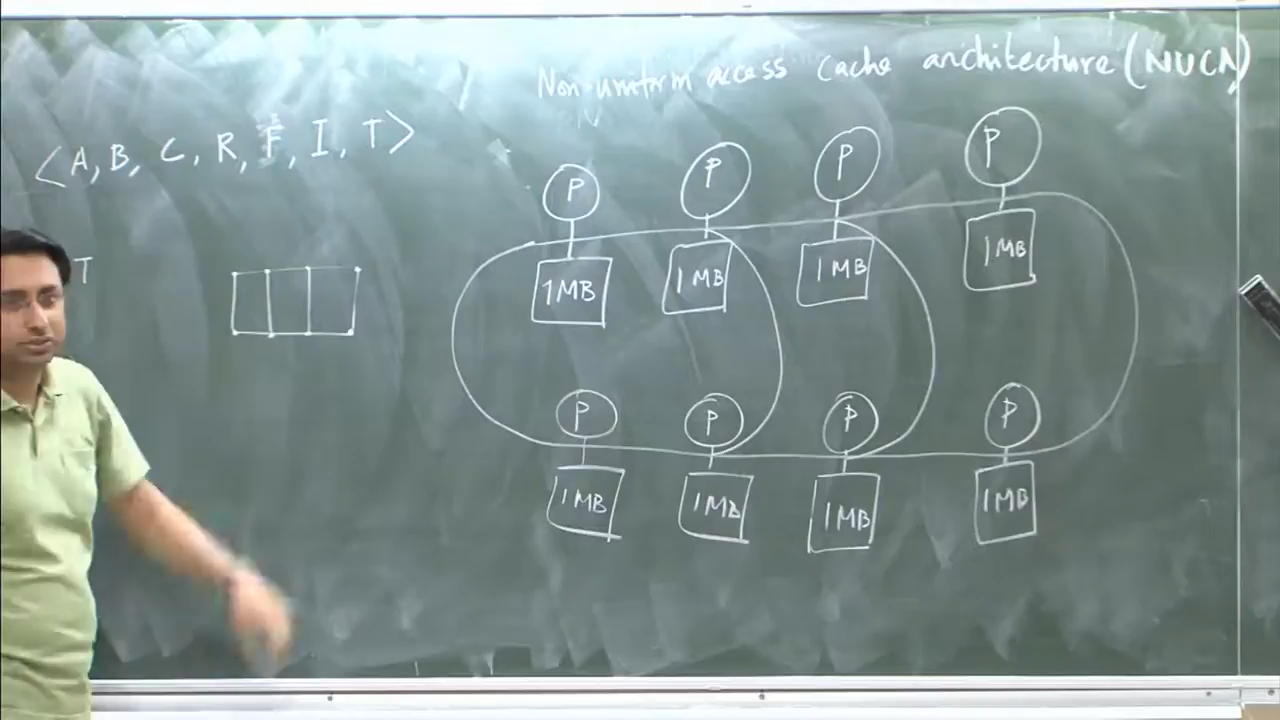 Non-uniform access cache architecture (NUCA)
<A, B, C, R, F, I, T>
P P P P
T
1MB 1MB 1MB 1MB
P P P P
1MB 1MB 1MB 1MB